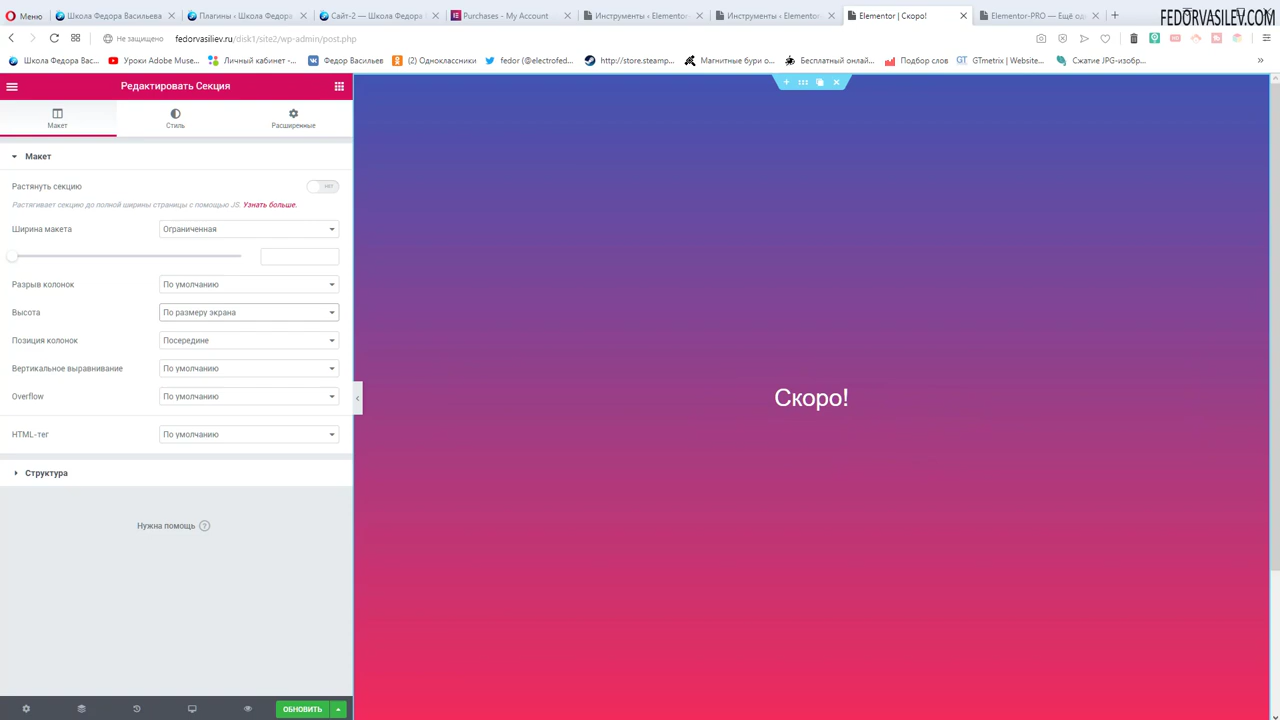 Меню
Школа Федора Васильева
Плагины ‹ Школа Федора
Сайт-2 — Школа Федора
Purchases - My Account
Инструменты ‹ Elementor
Инструменты ‹ Elementor
Elementor | Скоро!
Elementor-PRO — Ещё од
FEDORVASILEV.COM
Не защищено
fedorvasiliev.ru/disk1/site2/wp-admin/post.php
Школа Федора Вас...
Уроки Adobe Muse...
Личный кабинет -...
Федор Васильев
(2) Одноклассники
fedor (@electrofed...
http://store.steamp...
Магнитные бури о...
Бесплатный онлай...
Подбор слов
GTmetrix | Website...
Сжатие JPG-изобр...
»
Редактировать Секция
Макет
Стиль
Расширенные
Макет
Растянуть секцию
НЕТ
Растягивает секцию до полной ширины страницы с помощью JS. Узнать больше.
Ширина макета
Ограниченная
Разрыв колонок
По умолчанию
Высота
По размеру экрана
Позиция колонок
Посередине
Вертикальное выравнивание
По умолчанию
Overflow
По умолчанию
HTML-тег
По умолчанию
Структура
Нужна помощь ?
ОБНОВИТЬ
Скоро!